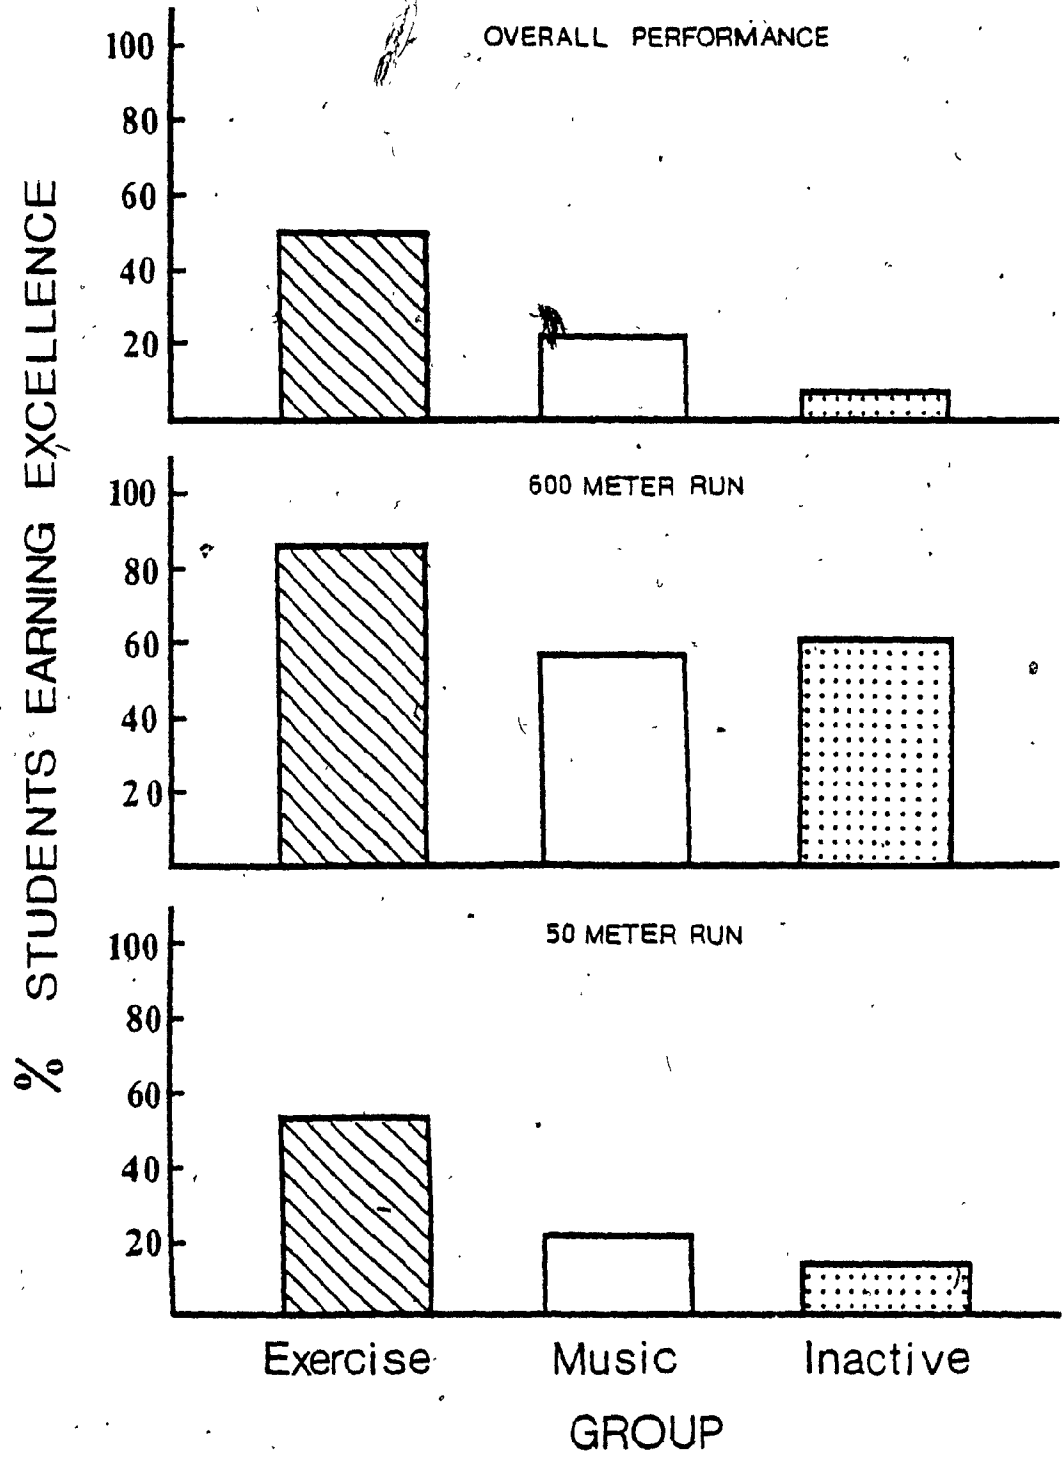 % STUDENTS EARNING EXCELLENCE
OVERALL PERFORMANCE
100
80
60
40
20
600 METER RUN
100
80
60
40
20
50 METER RUN
100
80
60
40
20
Exercise Music Inactive
GROUP